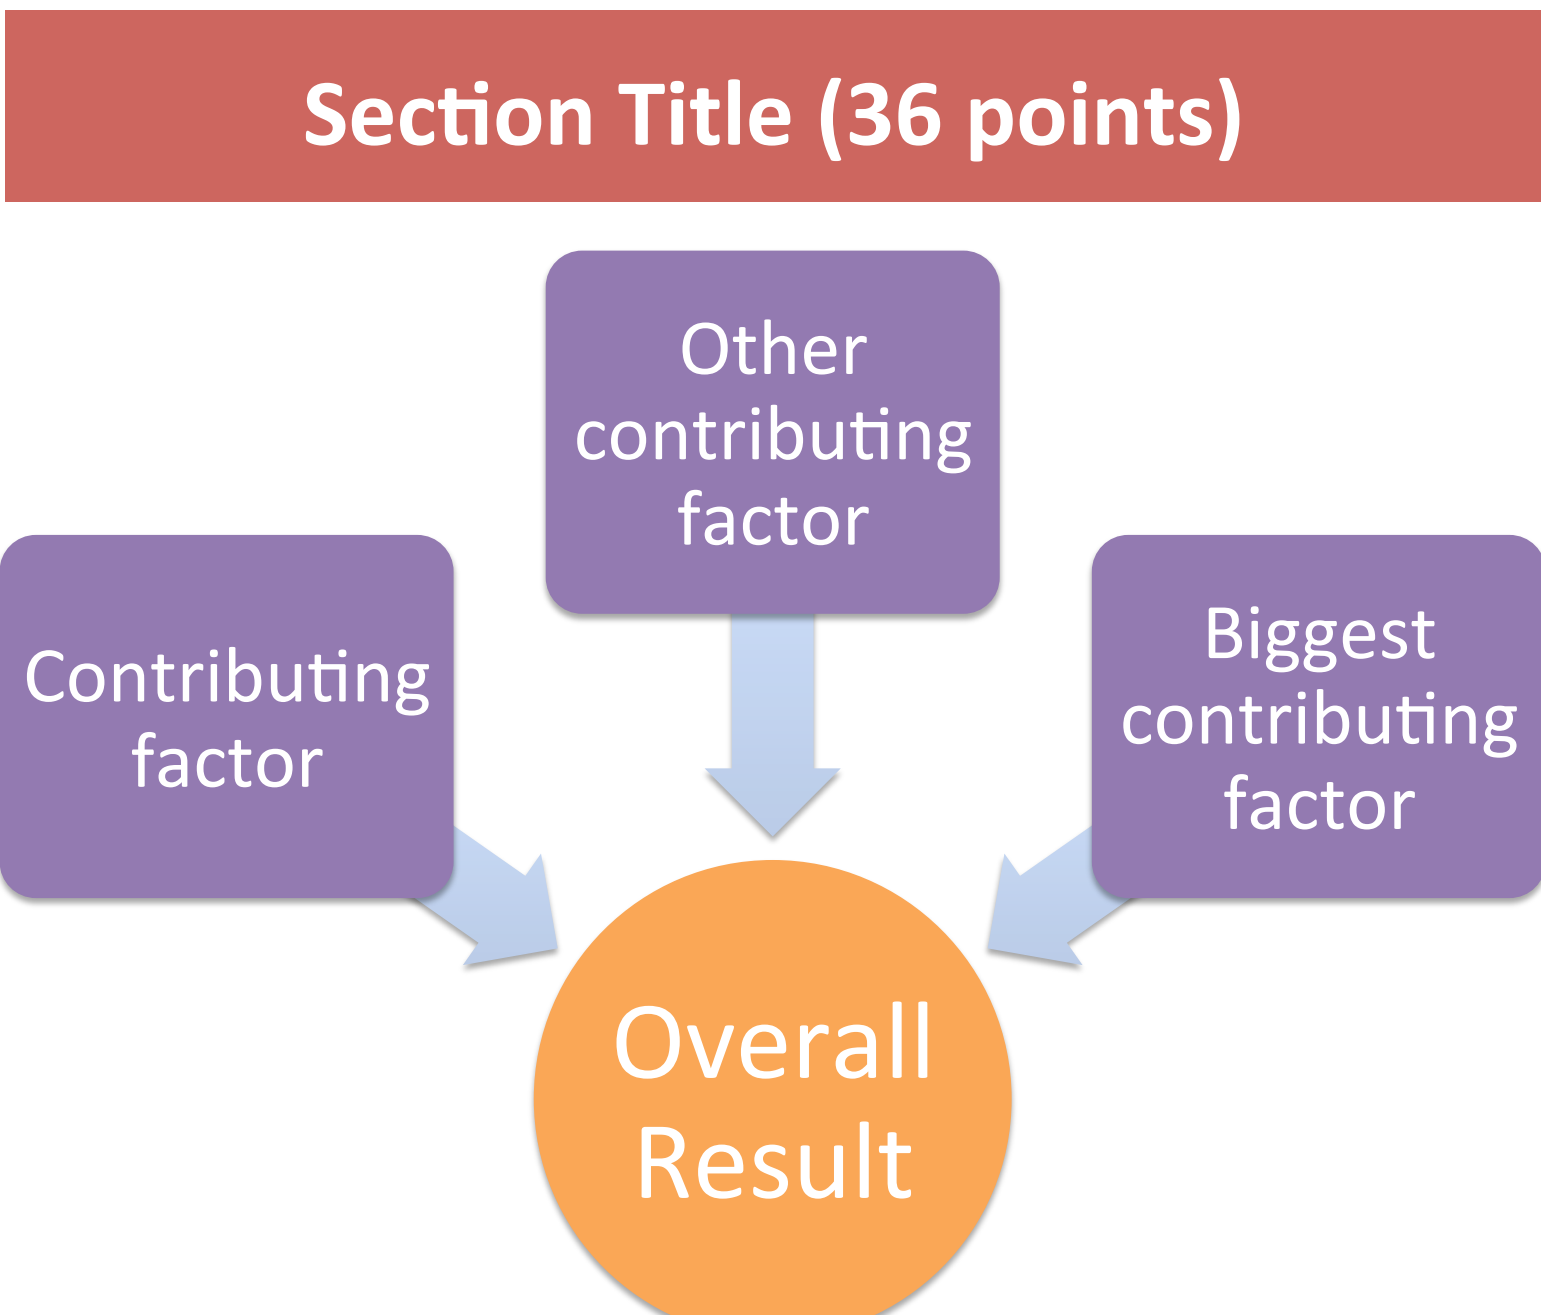 Section Title (36 points)
Other
contributing
factor
Contributing
factor
Biggest
contributing
factor
Overall
Result